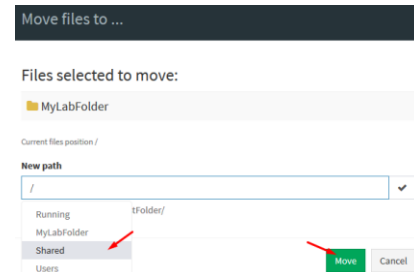 Move files to ...
Files selected to move:
MyLabFolder
Current files position /
New path
/
Running
tFolder/
MyLabFolder
Shared
Users
Move
Cancel